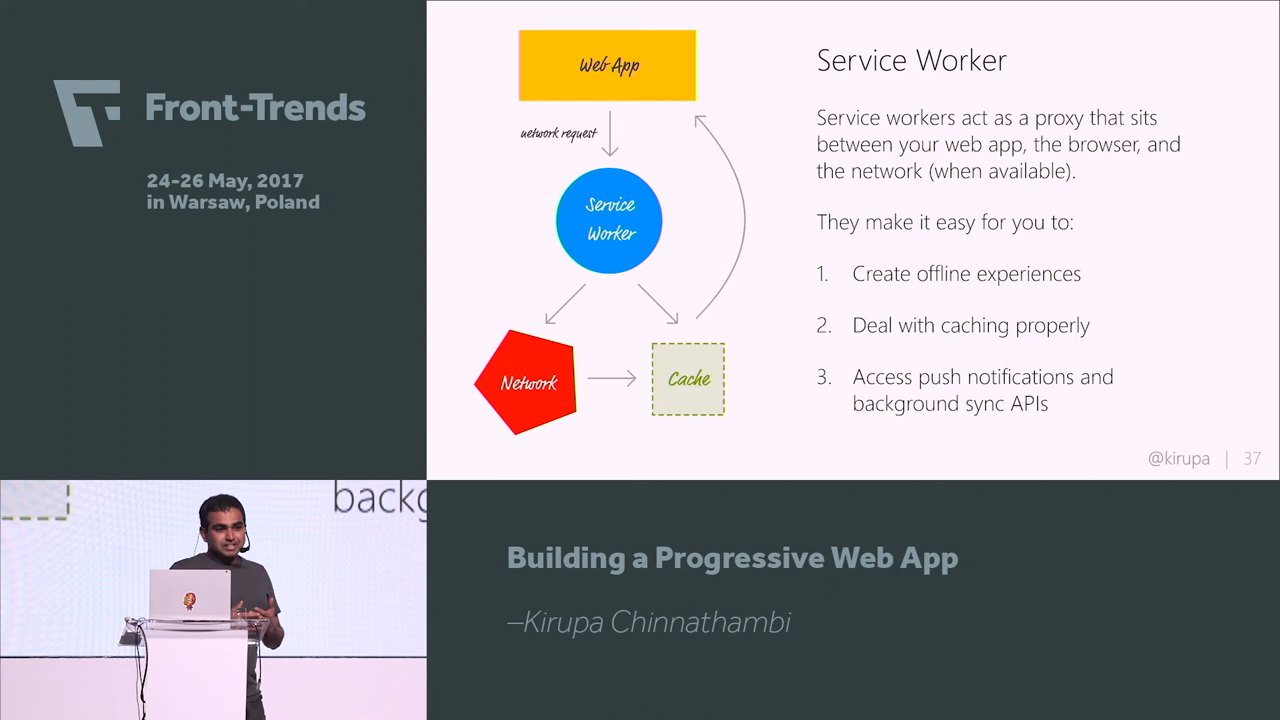 Front-Trends
24-26 May, 2017
in Warsaw, Poland
Web App
network request
Service
Worker
Network
Cache
Service Worker
Service workers act as a proxy that sits
between your web app, the browser, and
the network (when available).
They make it easy for you to:
1. Create offline experiences
2. Deal with caching properly
3. Access push notifications and
background sync APIs
@kirupa | 37
backg
Building a Progressive Web App
–Kirupa Chinnathambi